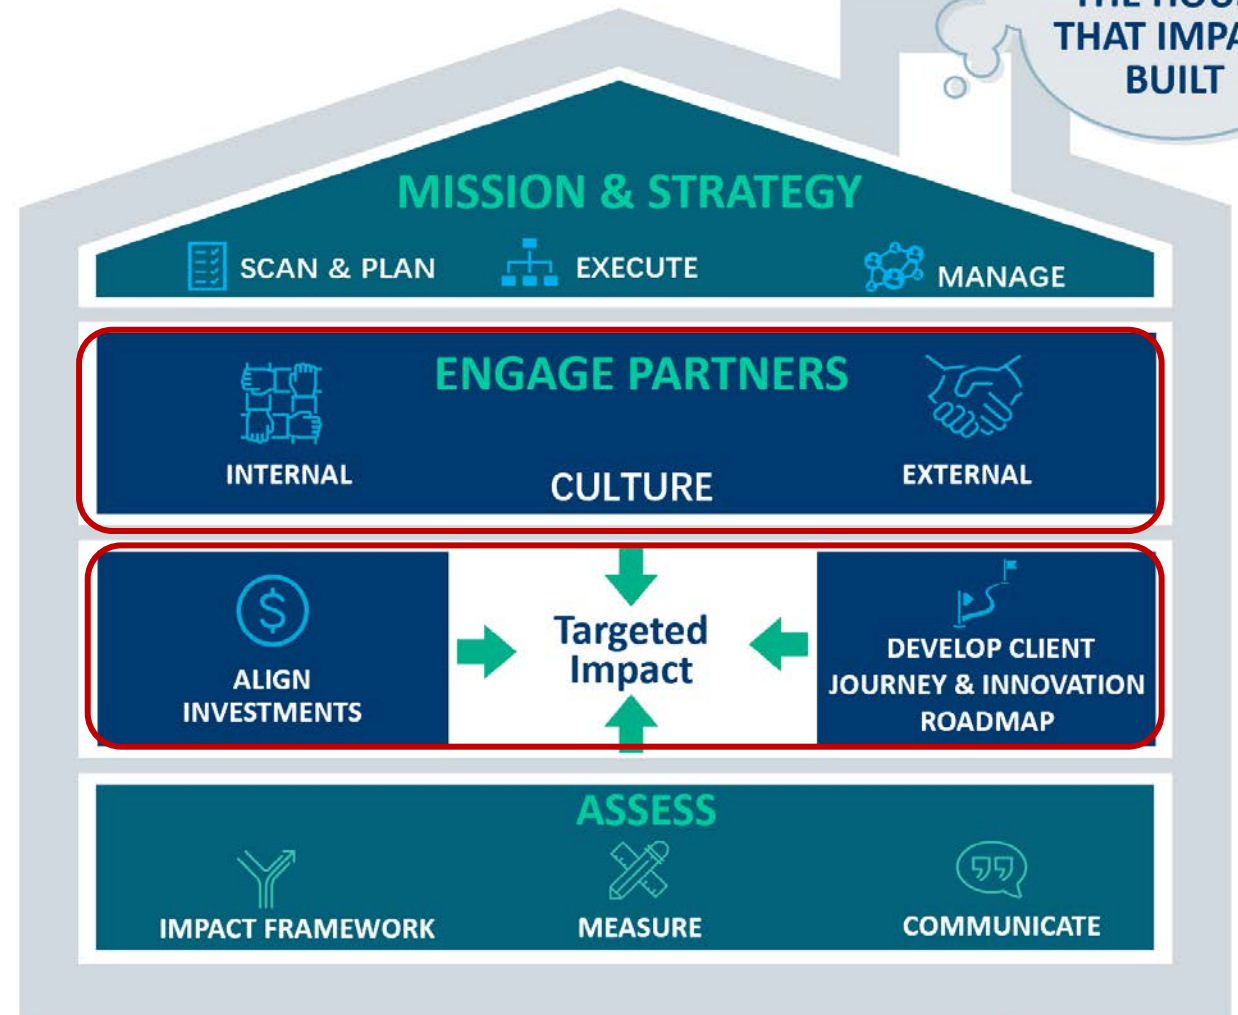 THAT
BUILT
MISSION & STRATEGY
SCAN & PLAN
EXECUTE
MANAGE
ENGAGE PARTNERS
INTERNAL
CULTURE
EXTERNAL
ALIGN
INVESTMENTS
Targeted
Impact
DEVELOP CLIENT
JOURNEY & INNOVATION
ROADMAP
ASSESS
IMPACT FRAMEWORK
MEASURE
COMMUNICATE